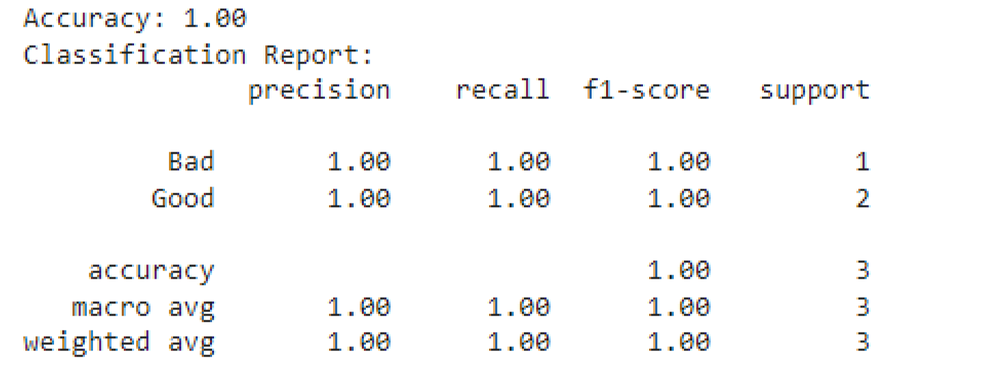 Accuracy: 1.00
Classification Report:
              precision    recall  f1-score   support

         Bad       1.00      1.00      1.00         1
        Good       1.00      1.00      1.00         2

    accuracy                           1.00         3
   macro avg       1.00      1.00      1.00         3
weighted avg       1.00      1.00      1.00         3